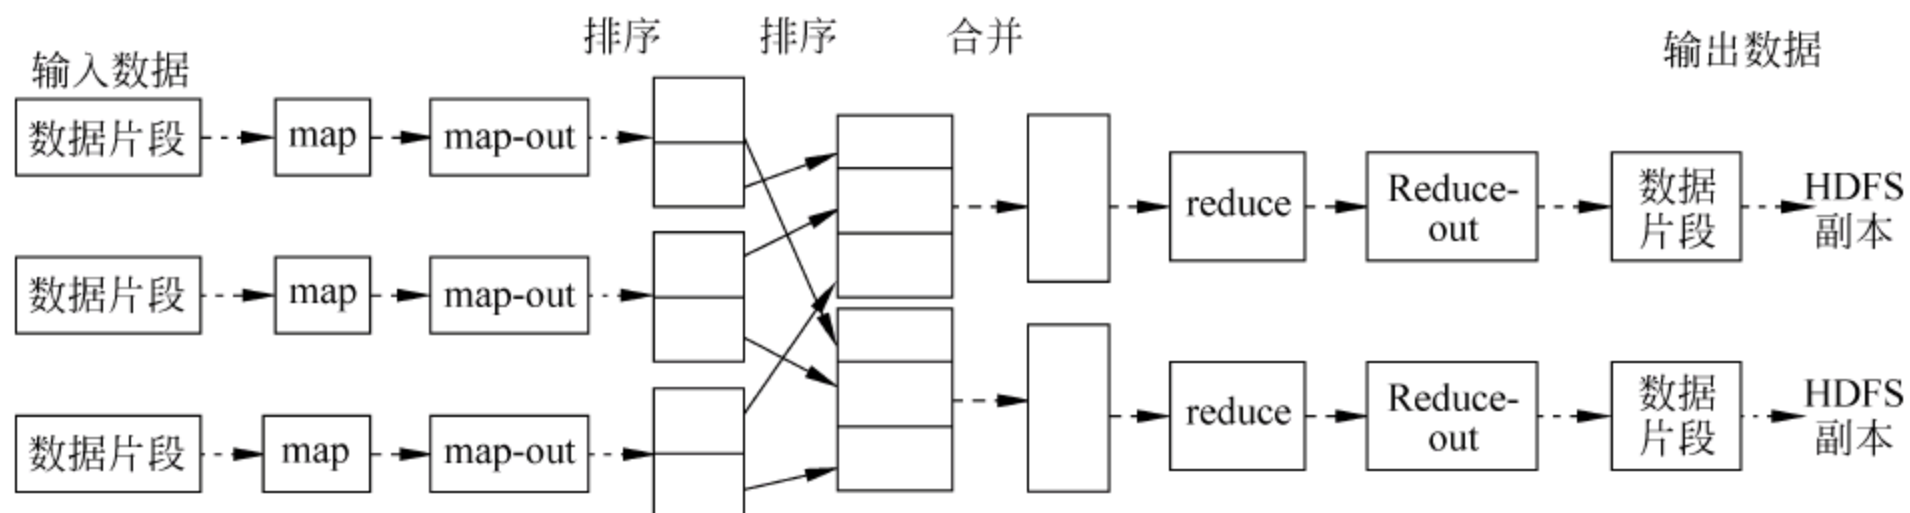 排序 排序 合并
输入数据 输出数据
数据片段 map map-out
reduce Reduce-
out 数据
片段 HDFS
副本
数据片段 map map-out
reduce Reduce-
out 数据
片段 HDFS
副本
数据片段 map map-out